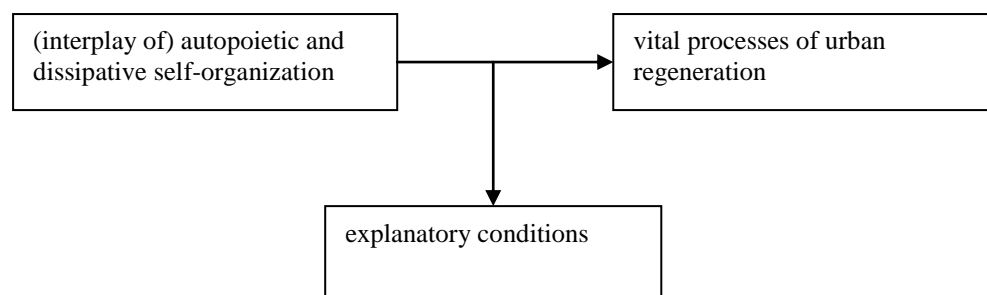 (interplay of) autopoietic and
dissipative self-organization
vital processes of urban
regeneration
explanatory conditions